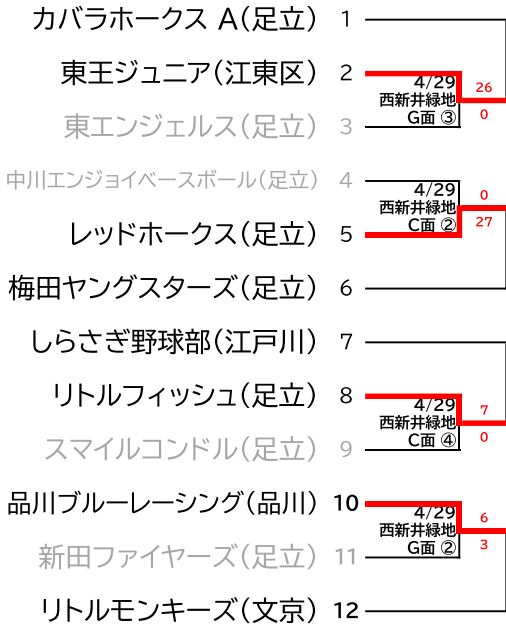 カバラホークス A(足立) 1
東王ジュニア(江東区) 2
4/29
26
西新井緑地
0
G面 ③
東エンジェルス(足立) 3
中川エンジョイベースボール(足立) 4
4/29
0
西新井緑地
27
C面 ②
レッドホークス(足立) 5
梅田ヤングスターズ(足立) 6
しらさぎ野球部(江戸川) 7
リトルフィッシュ(足立) 8
4/29
7
西新井緑地
0
C面 ④
スマイルコンドル(足立) 9
品川ブルーレーシング(品川) 10
4/29
6
西新井緑地
3
G面 ②
新田ファイヤーズ(足立) 11
リトルモンキーズ(文京) 12